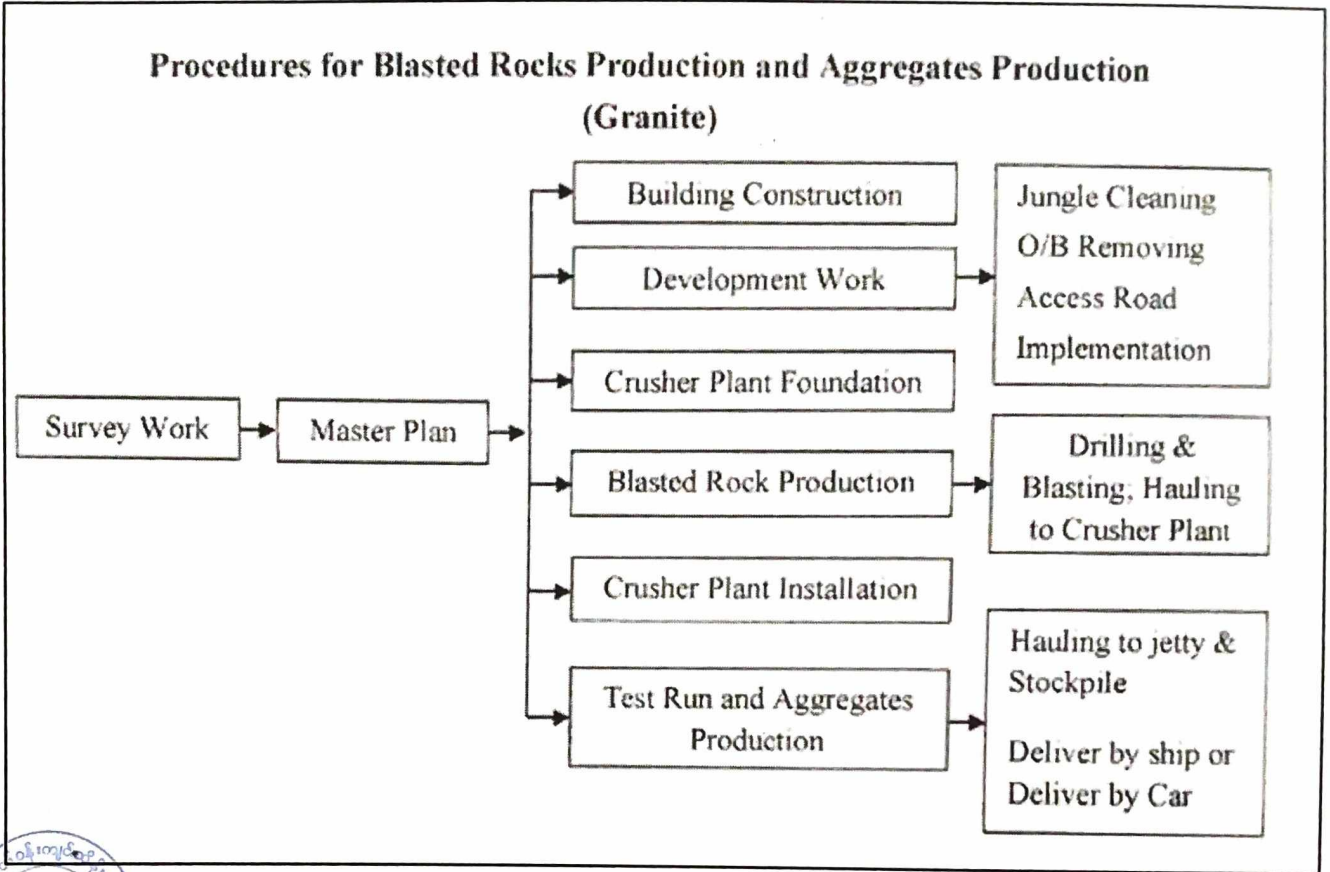 Procedures for Blasted Rocks Production and Aggregates Production
(Granite)
Survey Work
Master Plan
Building Construction
Development Work
Jungle Cleaning
O/B Removing
Access Road
Implementation
Crusher Plant Foundation
Blasted Rock Production
Drilling &
Blasting, Hauling
to Crusher Plant
Crusher Plant Installation
Test Run and Aggregates
Production
Hauling to jetty &
Stockpile
Deliver by ship or
Deliver by Car